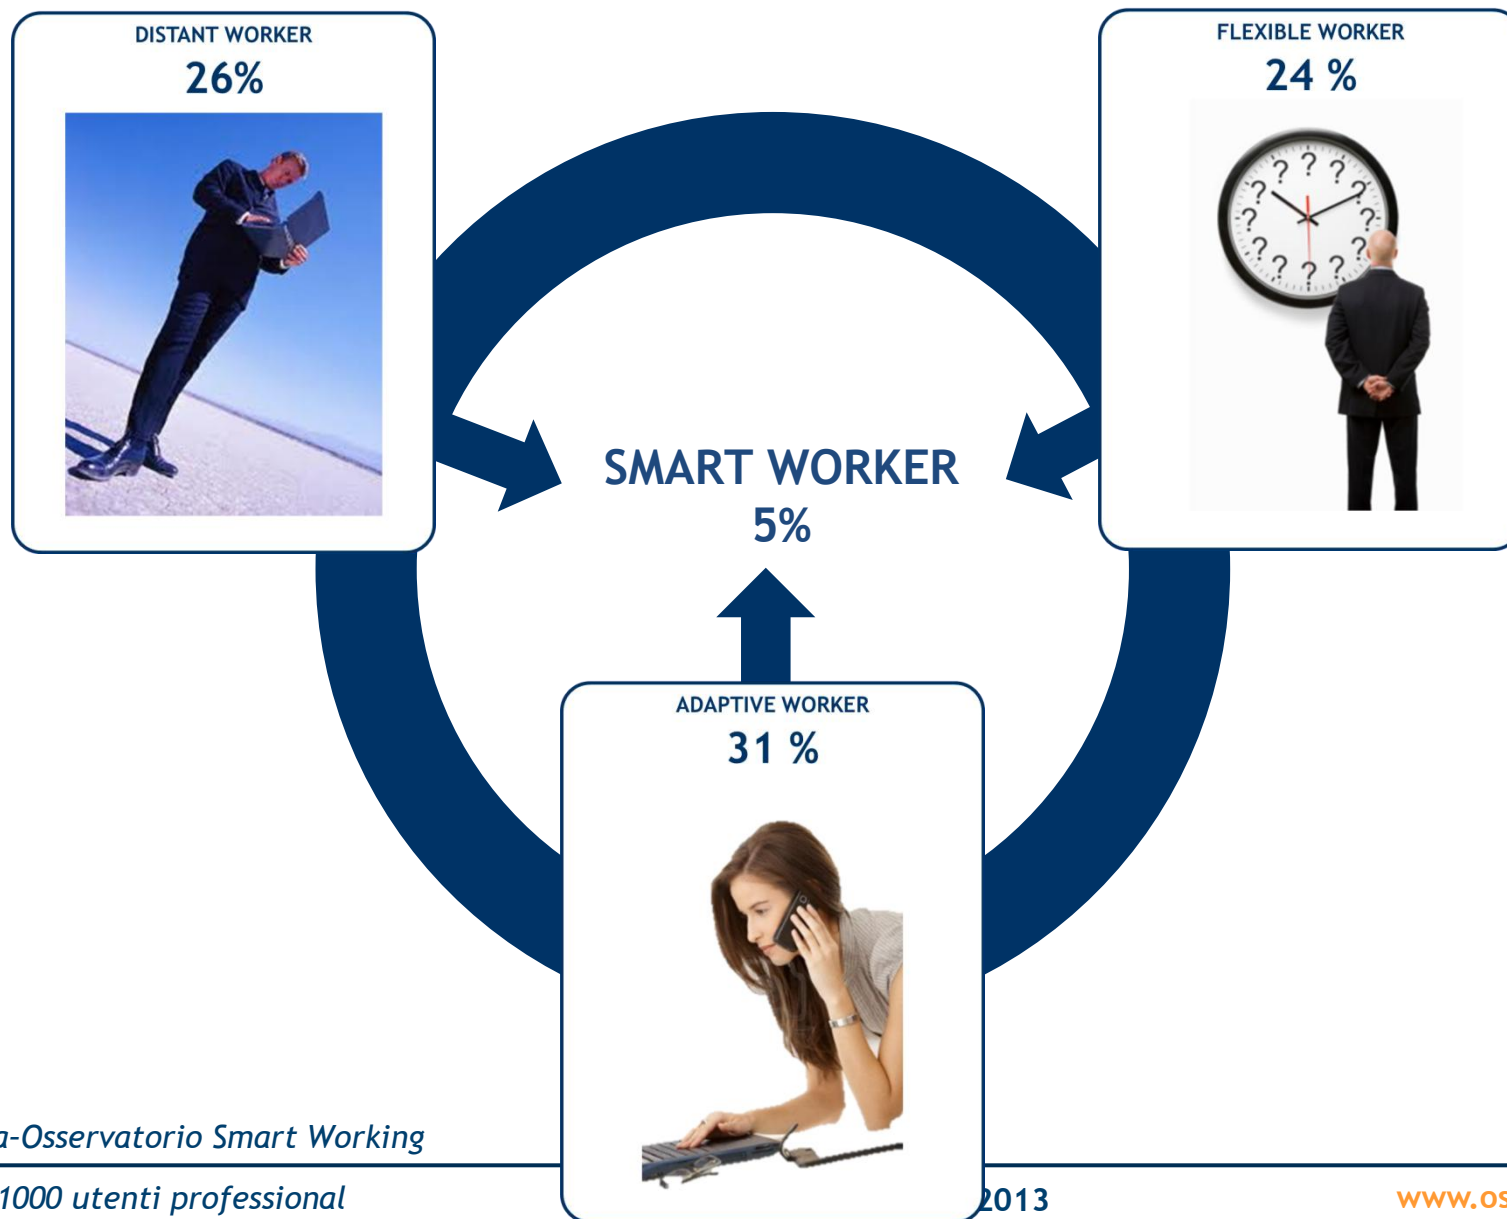 DISTANT WORKER
26%
FLEXIBLE WORKER
24 %
SMART WORKER
5%
ADAPTIVE WORKER
31 %
a-Osservatorio Smart Working
1000 utenti professional
2013
www.os